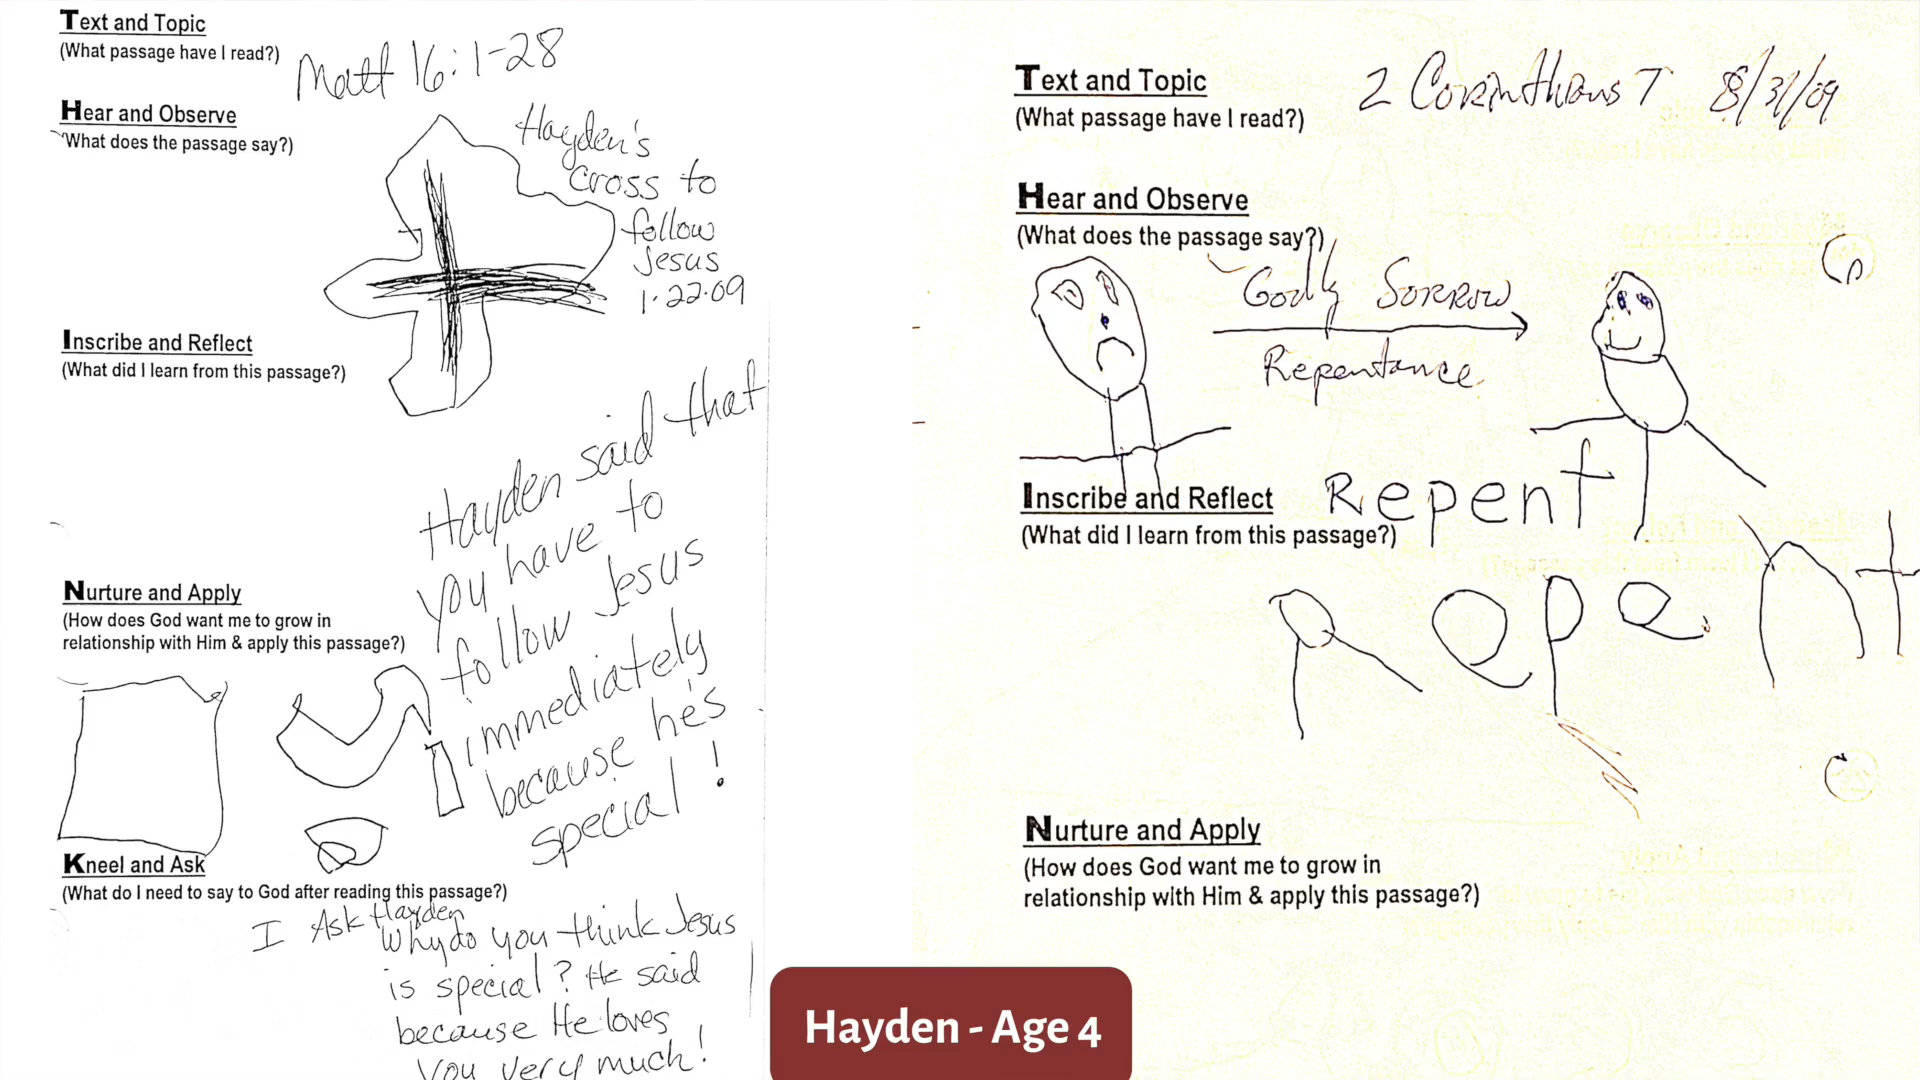 Text and Topic
(What passage have I read?)
Matt 16:1-28
Hear and Observe
(What does the passage say?)
Hayden's
cross to
follow
Jesus
1.22.09
Inscribe and Reflect
(What did I learn from this passage?)
Hayden said that
you have to
follow Jesus
immediately
because he's
special!
Nurture and Apply
(How does God want me to grow in
relationship with Him & apply this passage?)
Kneel and Ask
(What do I need to say to God after reading this passage?)
I Ask Hayden
Why do you think Jesus
is special? He said
because He loves
you very much!
Text and Topic
(What passage have I read?)
2 Corinthians 7 8/31/09
Hear and Observe
(What does the passage say?)
Godly Sorrow
Repentance
Inscribe and Reflect
(What did I learn from this passage?)
Repent
Repent
Nurture and Apply
(How does God want me to grow in
relationship with Him & apply this passage?)
Hayden - Age 4